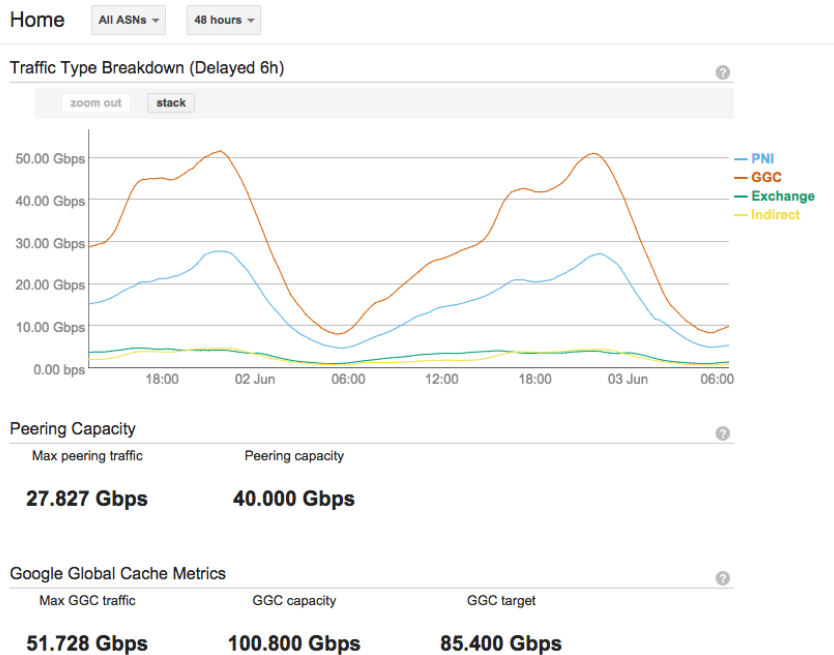 Home All ASNs 48 hours
Traffic Type Breakdown (Delayed 6h) ?
zoom out stack
50.00 Gbps
40.00 Gbps
30.00 Gbps
20.00 Gbps
10.00 Gbps
0.00 bps
PNI
GGC
Exchange
Indirect
18:00 02 Jun 06:00 12:00 18:00 03 Jun 06:00
Peering Capacity ?
Max peering traffic Peering capacity
27.827 Gbps 40.000 Gbps
Google Global Cache Metrics ?
Max GGC traffic GGC capacity GGC target
51.728 Gbps 100.800 Gbps 85.400 Gbps